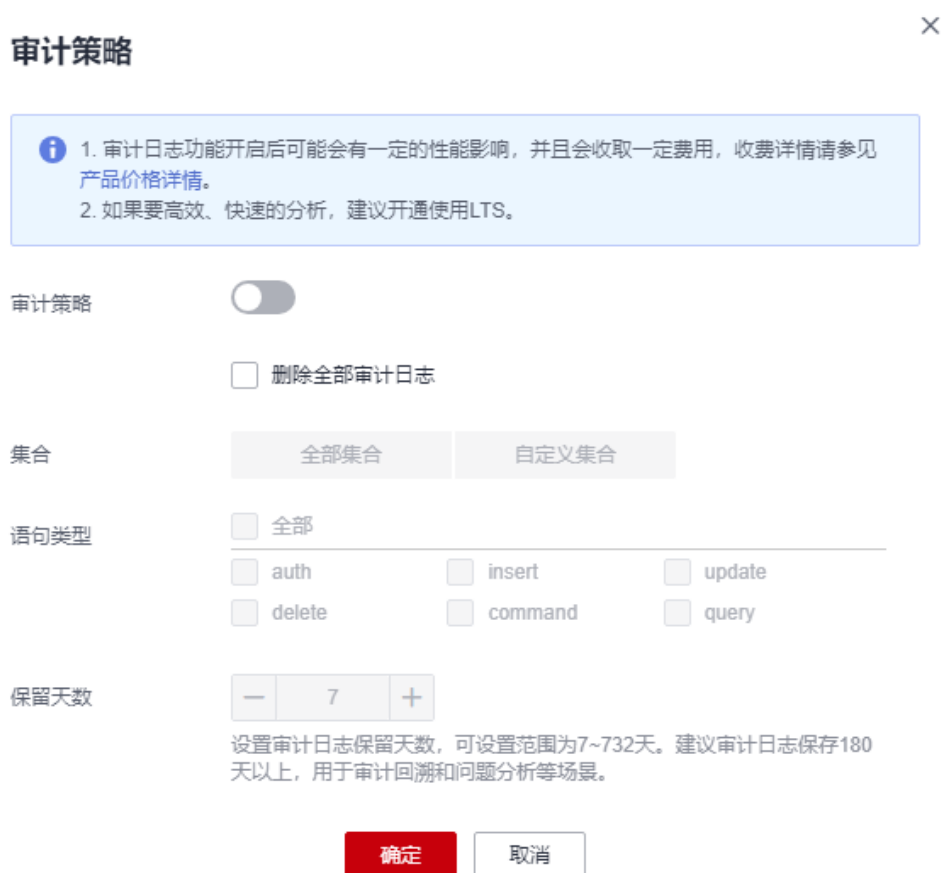 审计策略
1. 审计日志功能开启后可能会有一定的性能影响，并且会收取一定费用，收费详情请参见
产品价格详情。
2. 如果要高效、快速的分析，建议开通使用LTS。
审计策略
删除全部审计日志
集合 全部集合 自定义集合
语句类型 全部
auth insert update
delete command query
保留天数 7
设置审计日志保留天数，可设置范围为7~732天。建议审计日志保存180
天以上，用于审计回溯和问题分析等场景。
确定 取消